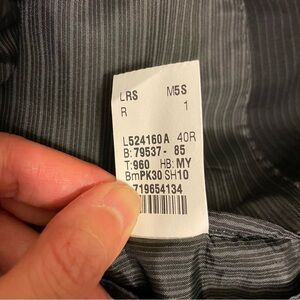 LRS M5S
R 1
L524160A 40R
B: 79537- 85
T: 960 HB: MY
BmPK30 SH10
719654134